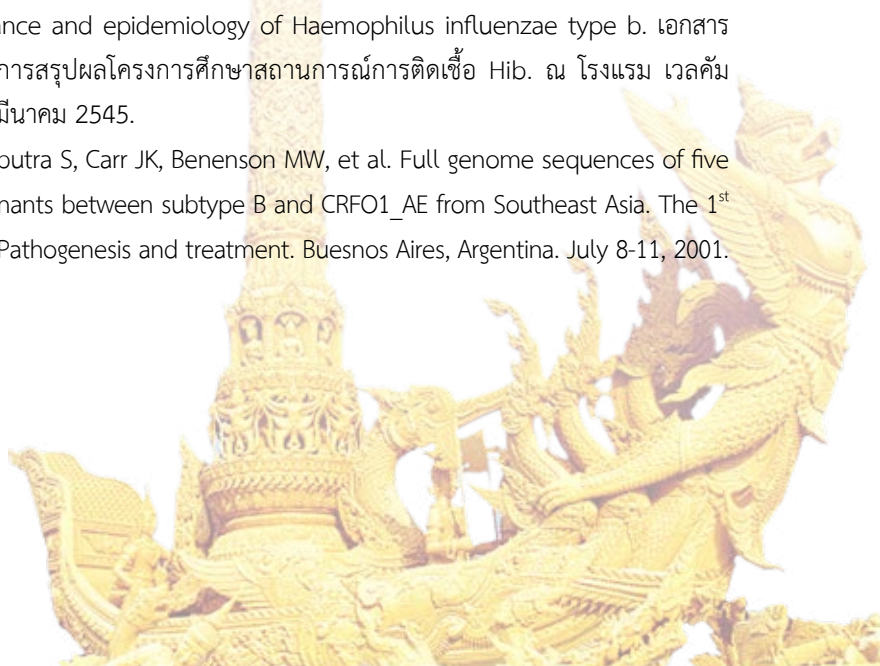 ance and epidemiology of Haemophilus influenzae type b. เอกสาร
การสรุปผลโครงการศึกษาสถานการณ์การติดเชื้อ Hib. ณ โรงแรม เวลคัม
มีนาคม 2545.
putra S, Carr JK, Benenson MW, et al. Full genome sequences of five
nants between subtype B and CRFO1_AE from Southeast Asia. The 1st
Pathogenesis and treatment. Buesnos Aires, Argentina. July 8-11, 2001.